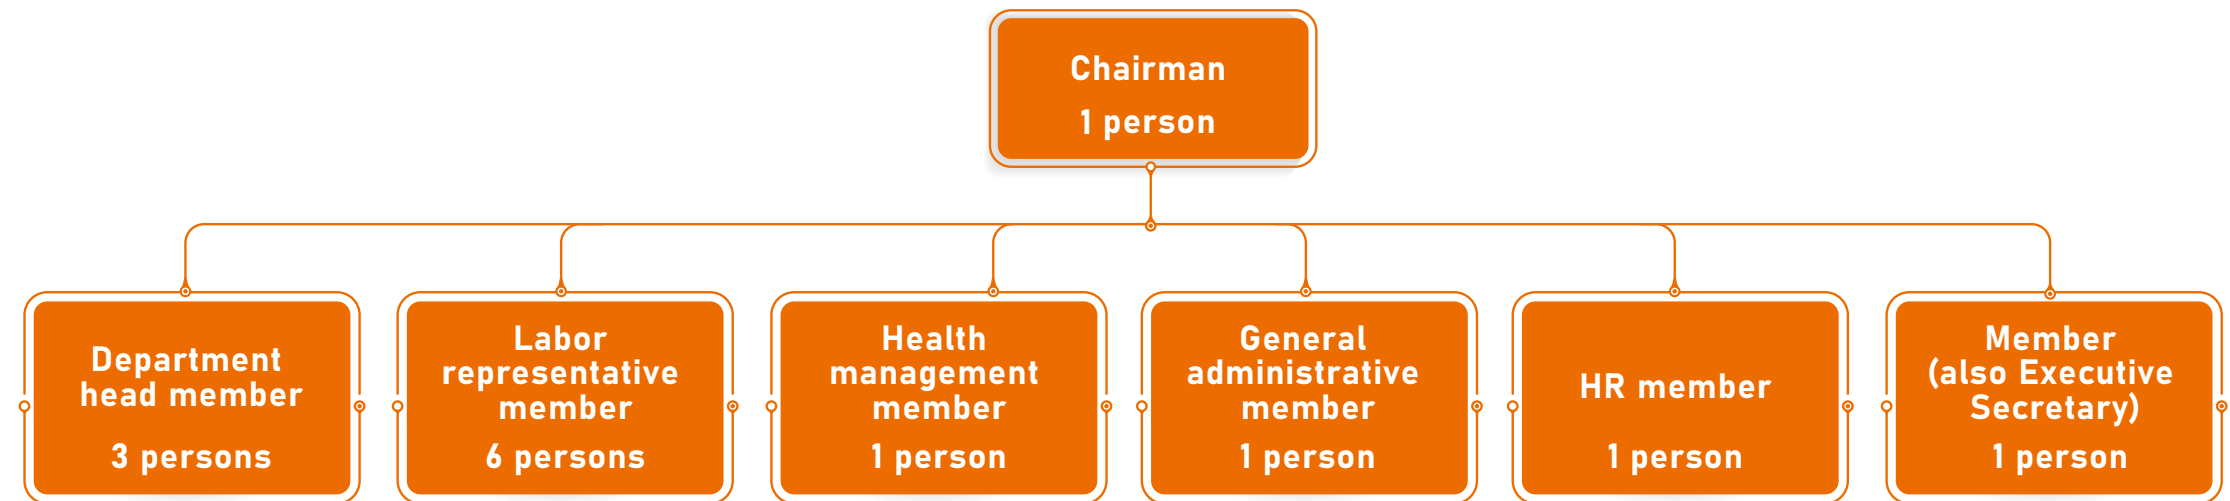 Chairman
1 person
Department
head member
3 persons
Labor
representative
member
6 persons
Health
management
member
1 person
General
administrative
member
1 person
HR member
1 person
Member
(also Executive
Secretary)
1 person